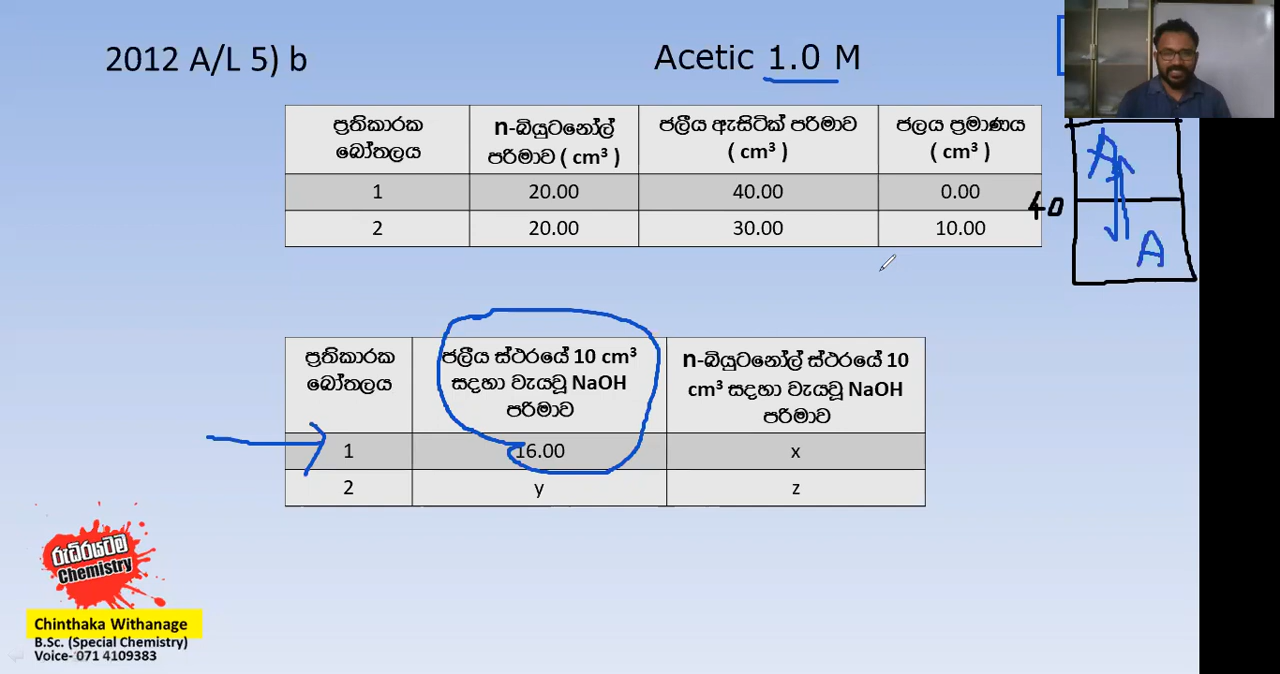 2012 A/L 5) b
Acetic 1.0 M
ප්‍රතිකාරක
බෝතලය
n-බියුටනෝල්
පරිමාව ( cm³ )
ජලීය ඇසිටික් පරිමාව
( cm³ )
ජලය ප්‍රමාණය
( cm³ )
1 20.00 40.00 0.00
2 20.00 30.00 10.00
A
40
A
ප්‍රතිකාරක
බෝතලය
ජලීය ස්ථරයේ 10 cm³
සදහා වැයවූ NaOH
පරිමාව
n-බියුටනෝල් ස්ථරයේ 10
cm³ සදහා වැයවූ NaOH
පරිමාව
1 16.00 x
2 y z
රුධිරයටම
Chemistry
Chinthaka Withanage
B.Sc. (Special Chemistry)
Voice- 071 4109383